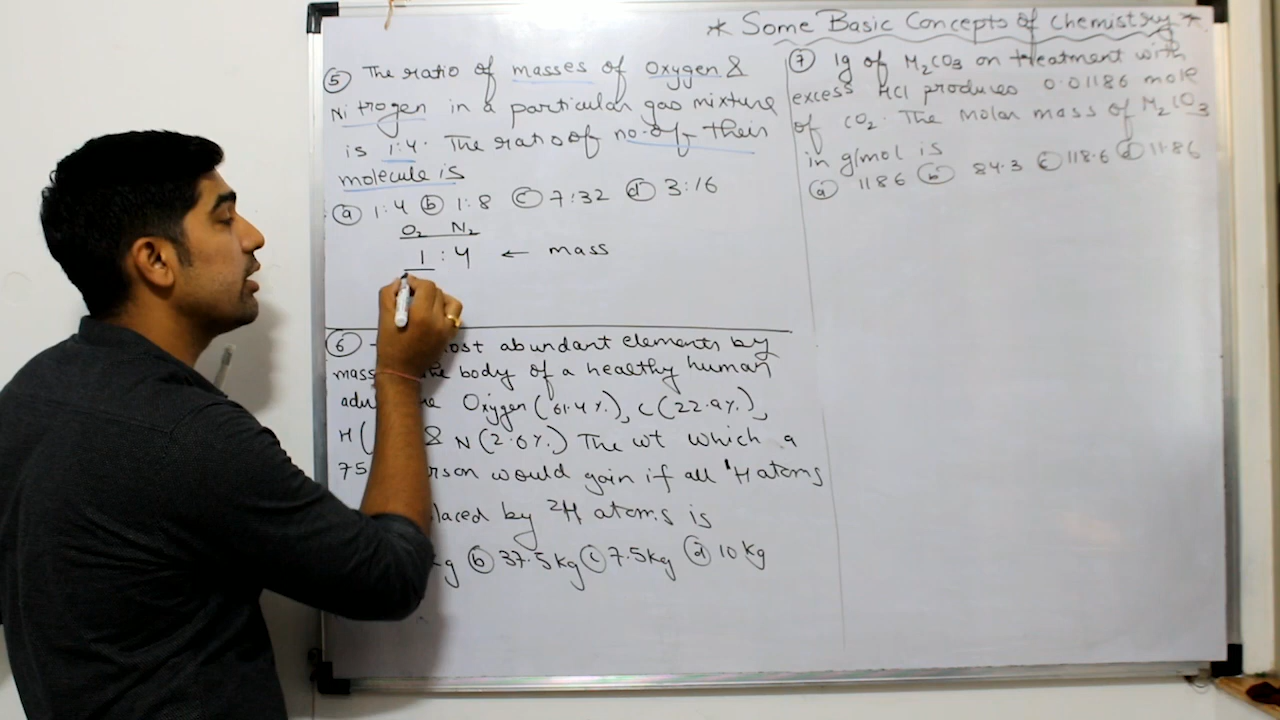 * Some Basic Concepts of Chemistry *
⑤ The ratio of masses of Oxygen &
Nitrogen in a particular gas mixture
is 1:4. The ratio of no. of their
molecule is
ⓐ 1:4 ⓑ 1:8 ⓒ 7:32 ⓓ 3:16
O₂ N₂
1 : 4 ← mass
⑥ ost abundant elements by
mass he body of a healthy human
adu Oxygen (61.4%), C (22.9%),
H ( & N (2.6%) The wt which a
75 rson would gain if all ¹H atoms
laced by ²H atoms is
g ⓑ 37.5 kg ⓒ 7.5 kg ⓓ 10 kg
⑦ 1g of M₂CO₃ on treatment with
excess HCl produces 0.01186 mole
of CO₂. The Molar mass of M₂CO₃
in g/mol is
ⓐ 1186 ⓑ 84.3 ⓒ 118.6 ⓓ 11.86